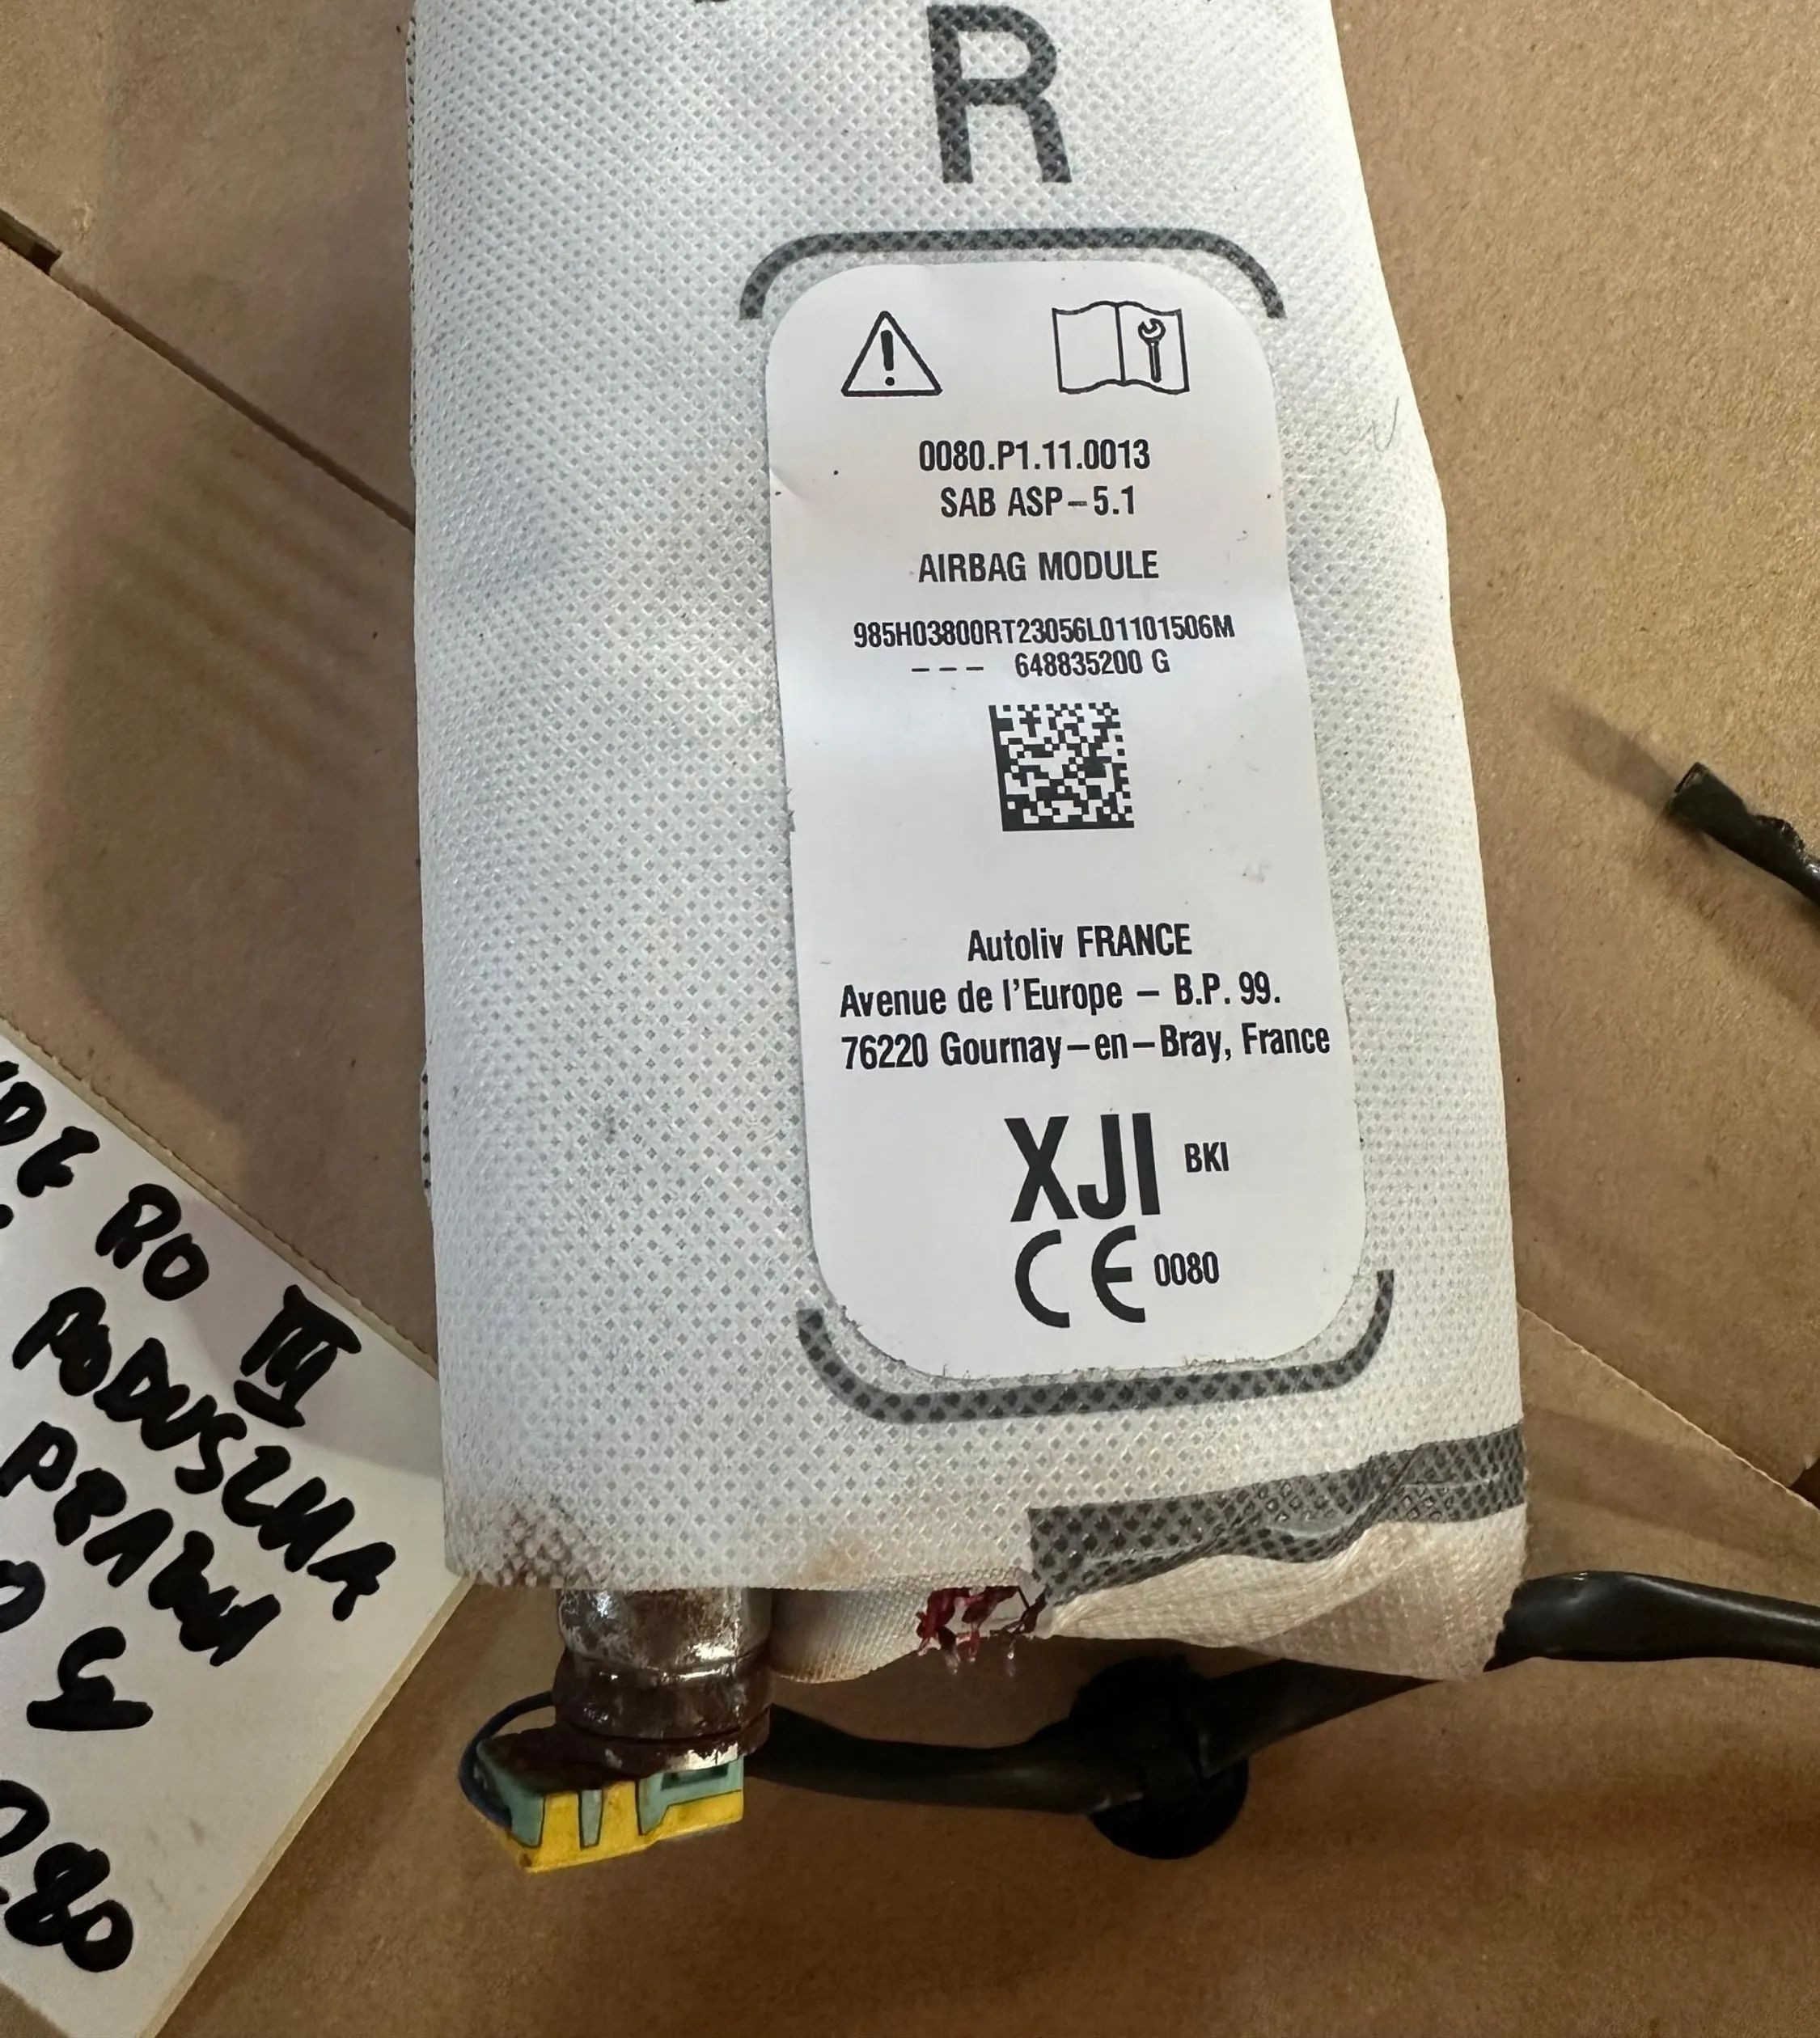 R
0080.P1.11.0013
SAB ASP-5.1
AIRBAG MODULE
985H03800RT23056L01101506M
--- 648835200 G
Autoliv FRANCE
Avenue de l'Europe - B.P. 99.
76220 Gournay-en-Bray, France
XJI BKI
CE 0080
RO III
PODUSZKA
PRAWA